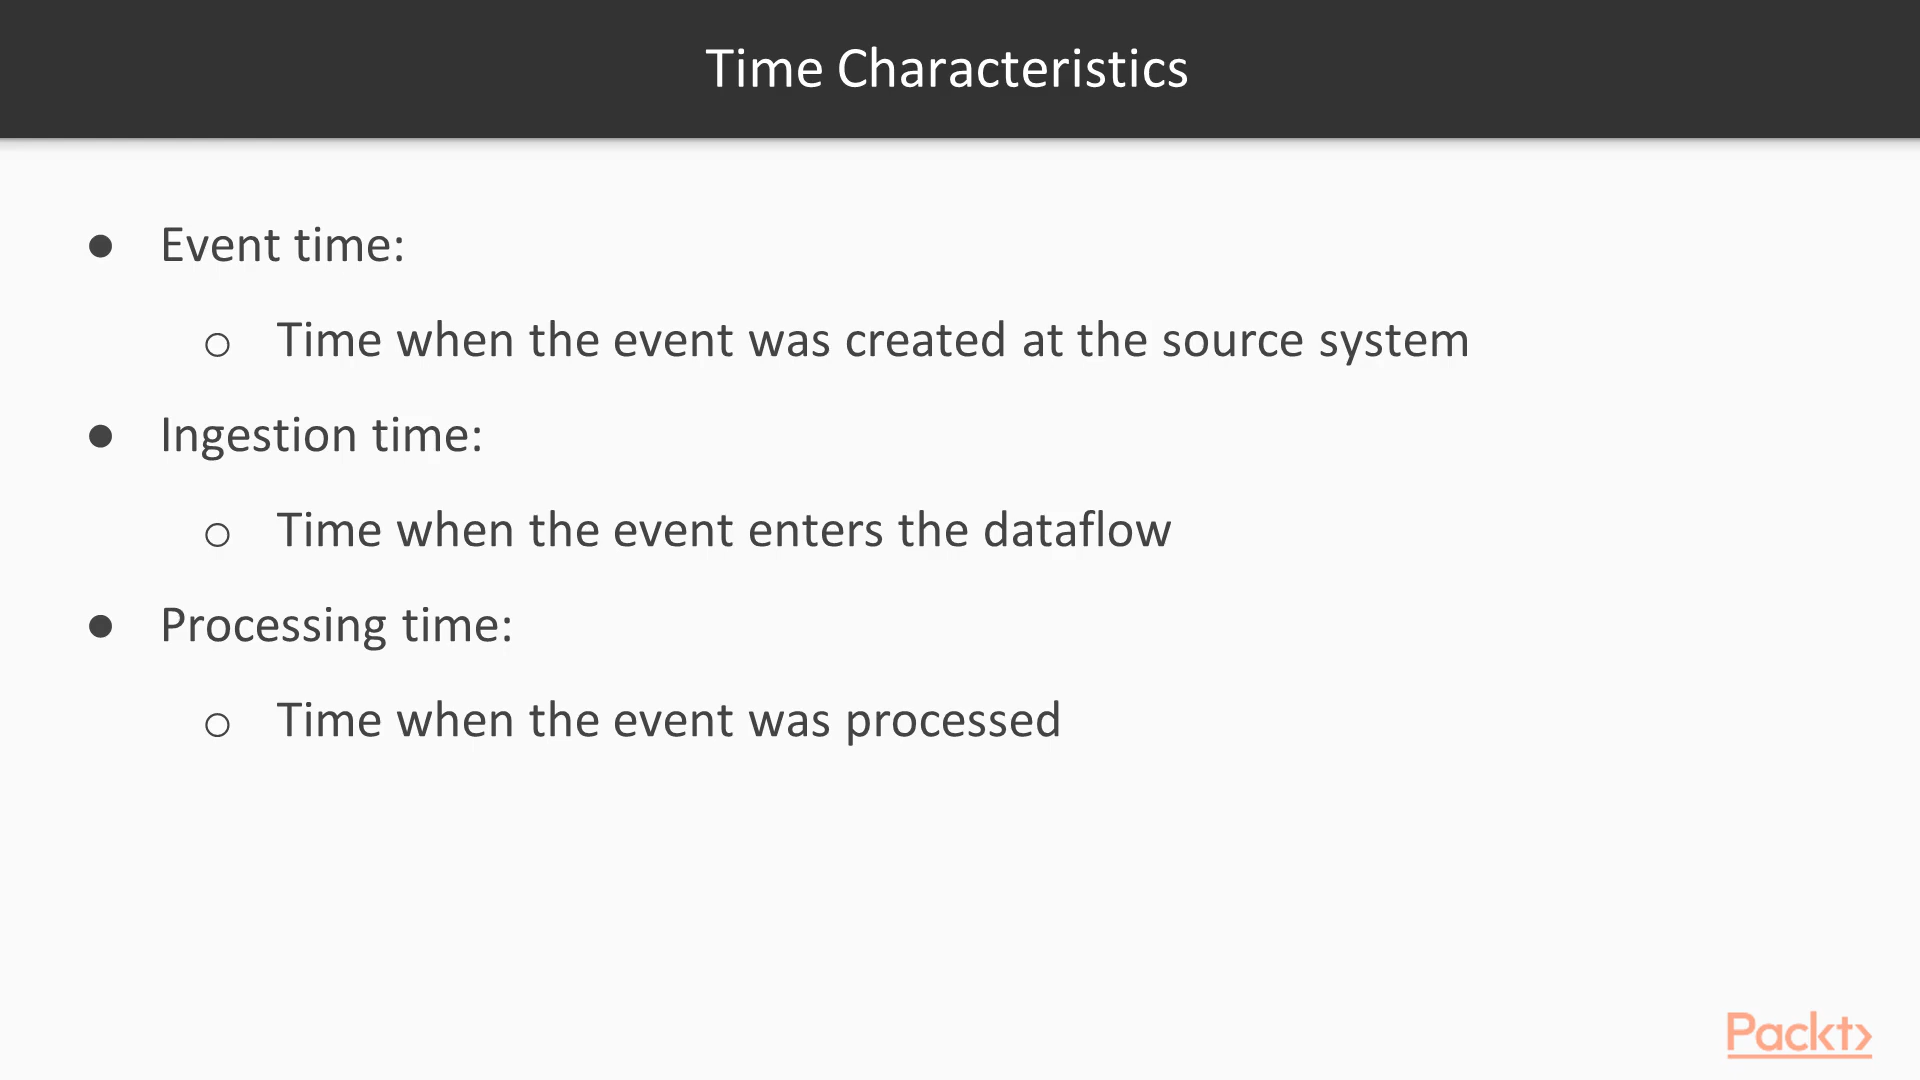 Time Characteristics
● Event time:
○ Time when the event was created at the source system
● Ingestion time:
○ Time when the event enters the dataflow
● Processing time:
○ Time when the event was processed
Packt>